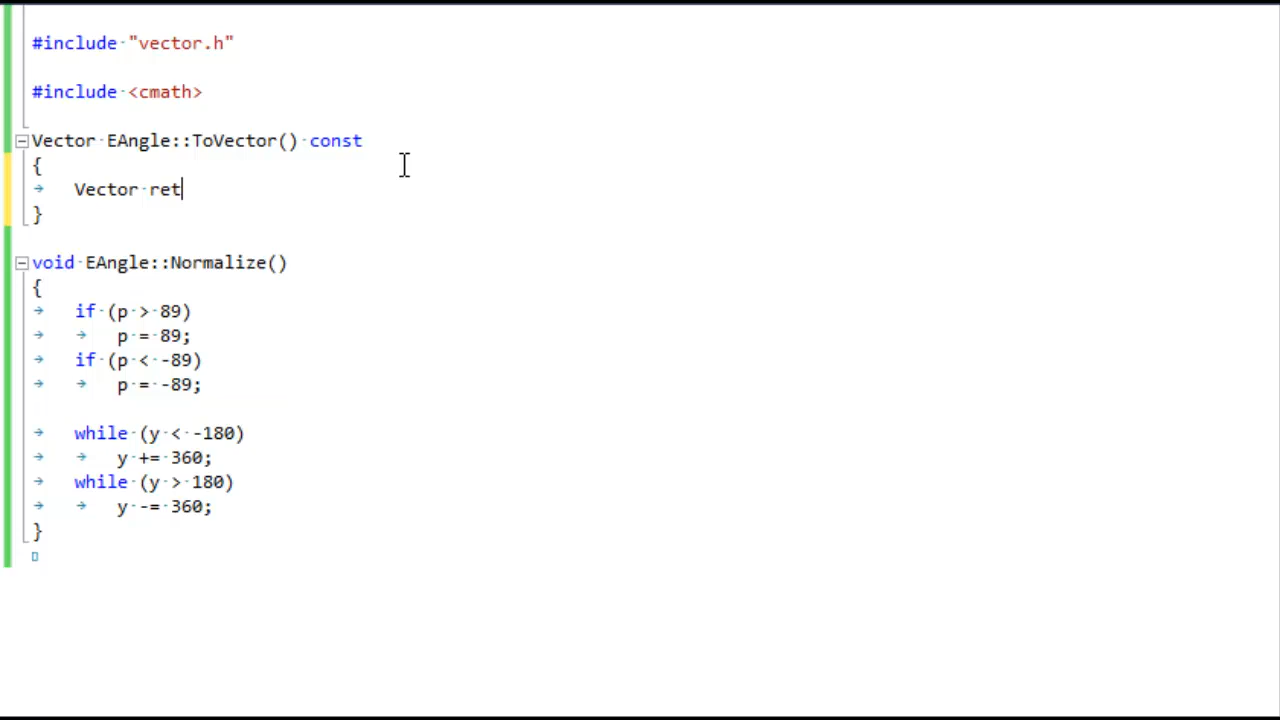 #include "vector.h"
#include <cmath>
Vector EAngle::ToVector() const
{
Vector ret
}
void EAngle::Normalize()
{
if (p > 89)
p = 89;
if (p < -89)
p = -89;
while (y < -180)
y += 360;
while (y > 180)
y -= 360;
}